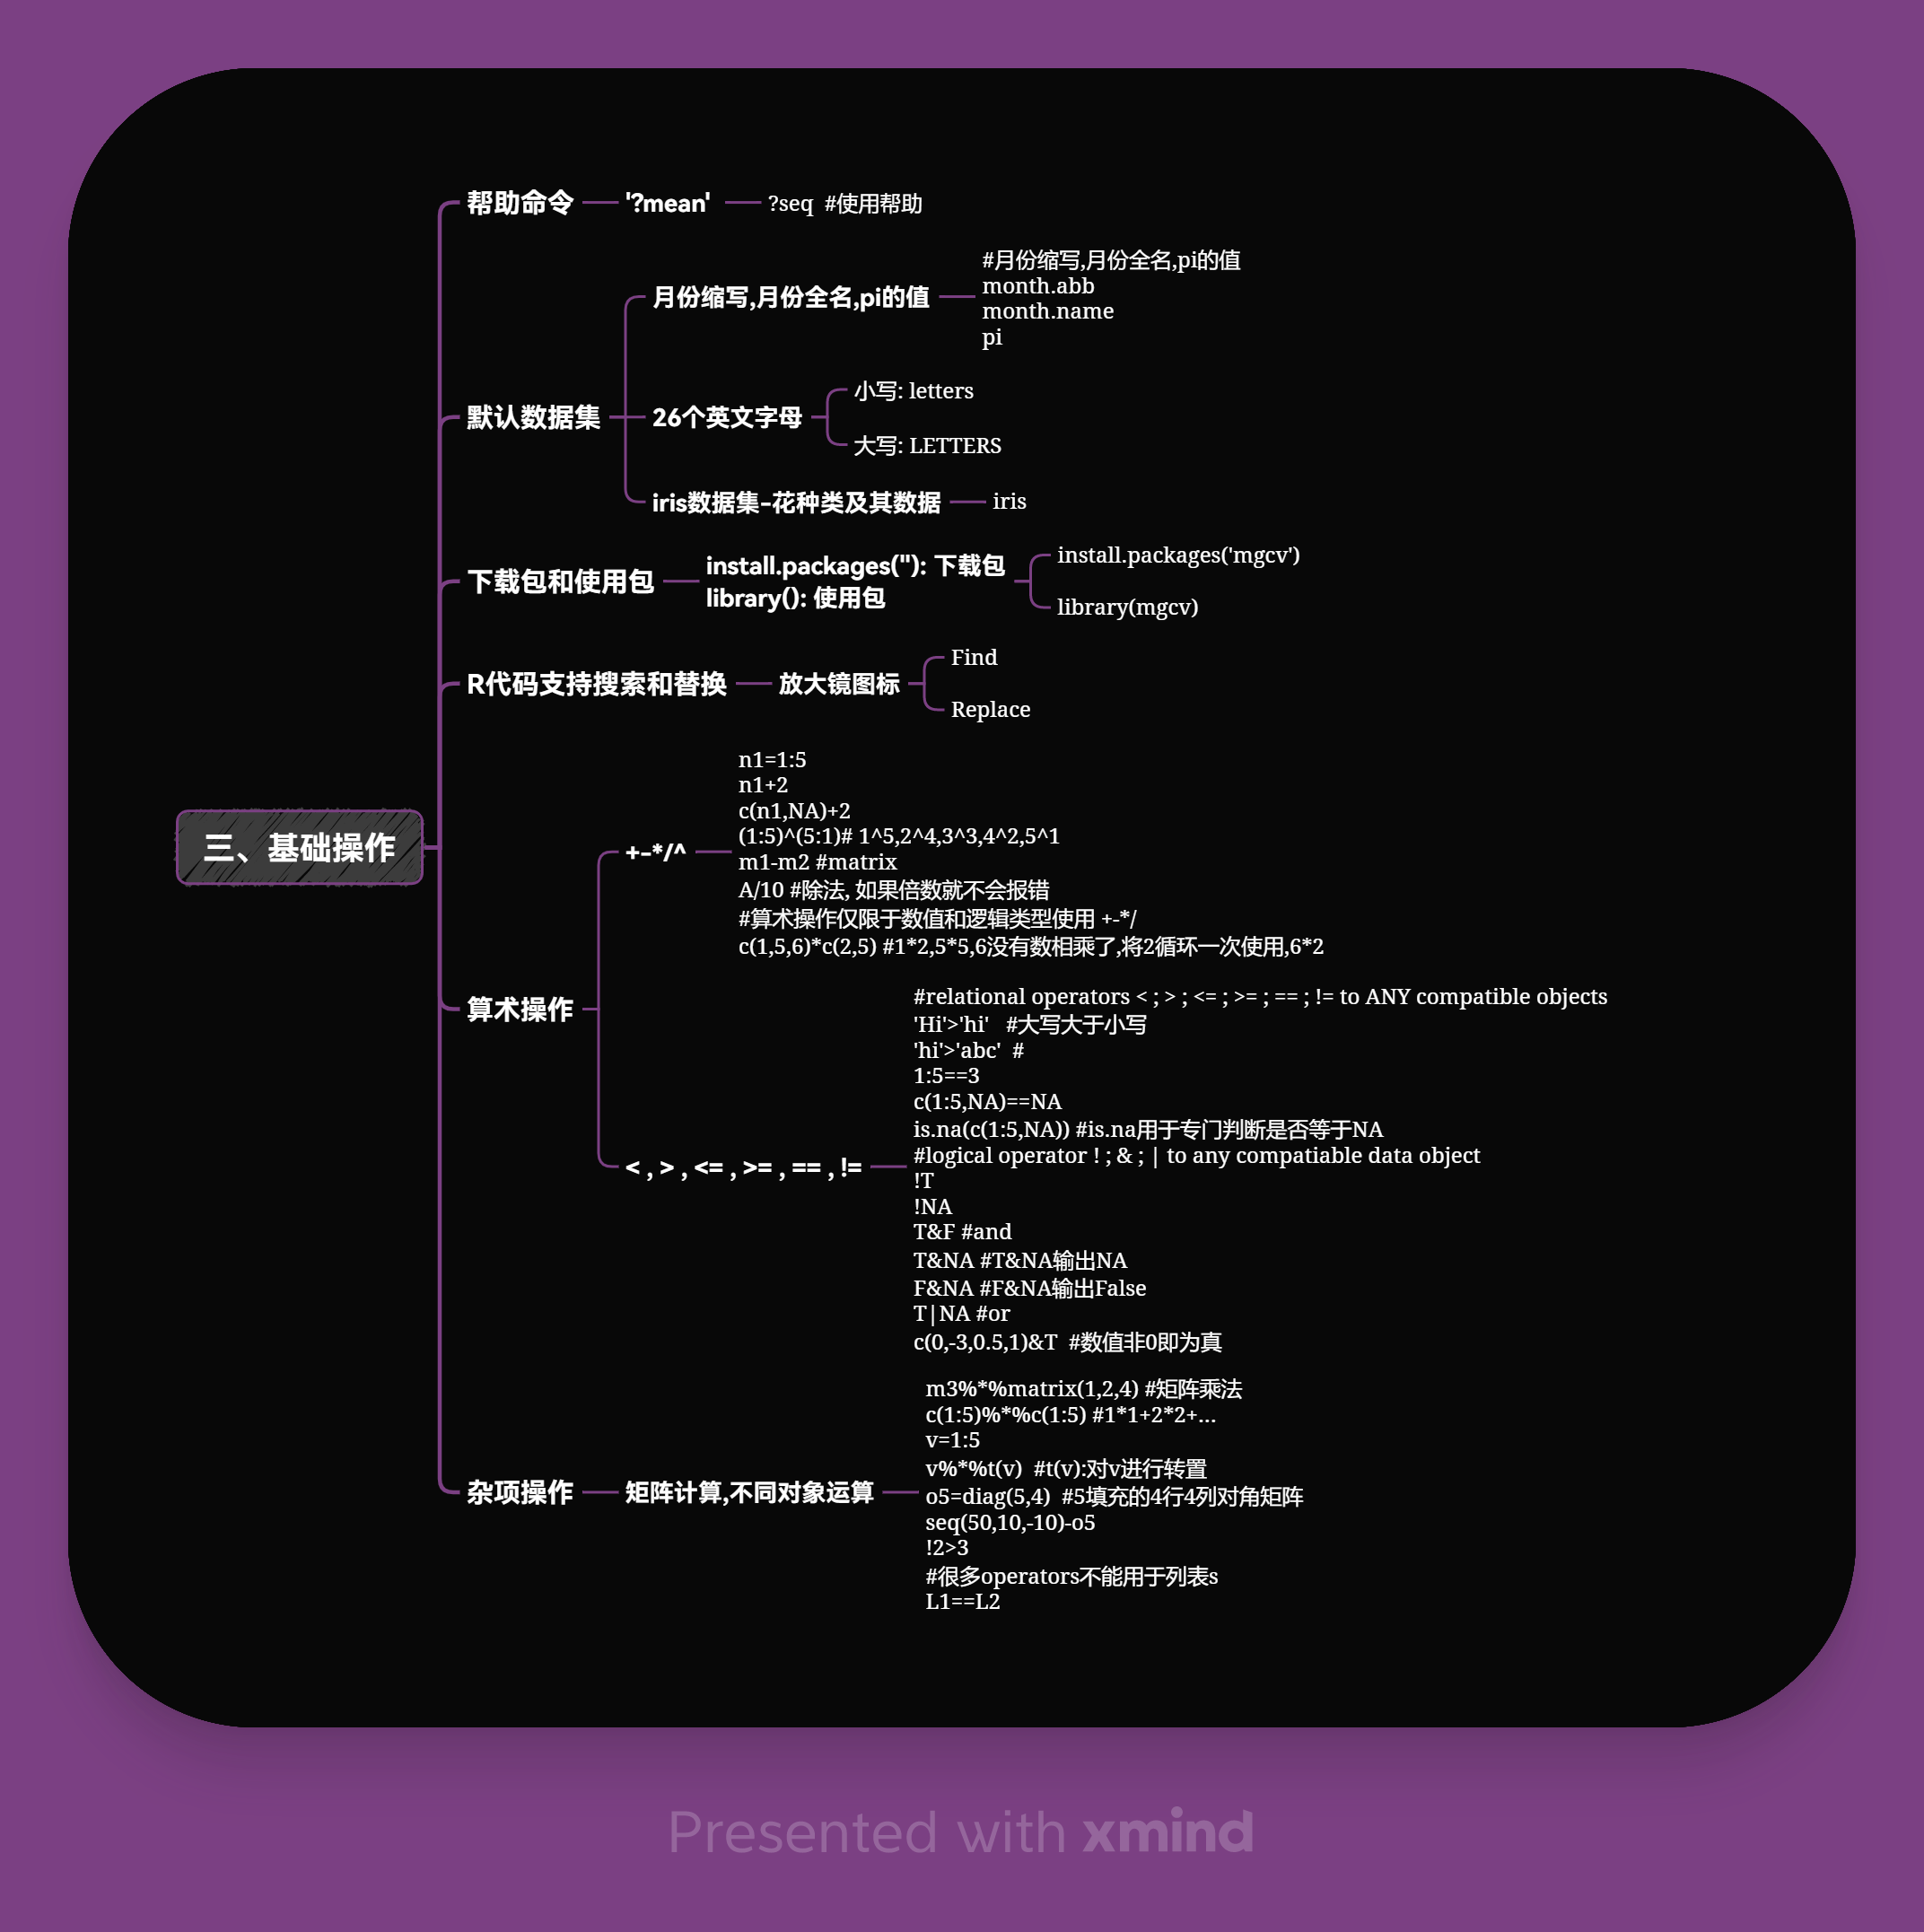 三、基础操作
帮助命令
'?mean'
?seq  #使用帮助
默认数据集
月份缩写,月份全名,pi的值
#月份缩写,月份全名,pi的值
month.abb
month.name
pi
26个英文字母
小写: letters
大写: LETTERS
iris数据集-花种类及其数据
iris
下载包和使用包
install.packages(''): 下载包
library(): 使用包
install.packages('mgcv')
library(mgcv)
R代码支持搜索和替换
放大镜图标
Find
Replace
算术操作
+-*/^
n1=1:5
n1+2
c(n1,NA)+2
(1:5)^(5:1)# 1^5,2^4,3^3,4^2,5^1
m1-m2 #matrix
A/10 #除法, 如果倍数就不会报错
#算术操作仅限于数值和逻辑类型使用 +-*/
c(1,5,6)*c(2,5) #1*2,5*5,6没有数相乘了,将2循环一次使用,6*2
< , > , <= , >= , == , !=
#relational operators < ; > ; <= ; >= ; == ; != to ANY compatible objects
'Hi'>'hi'   #大写大于小写
'hi'>'abc'  #
1:5==3
c(1:5,NA)==NA
is.na(c(1:5,NA)) #is.na用于专门判断是否等于NA
#logical operator ! ; & ; | to any compatiable data object
!T
!NA
T&F #and
T&NA #T&NA输出NA
F&NA #F&NA输出False
T|NA #or
c(0,-3,0.5,1)&T  #数值非0即为真
杂项操作
矩阵计算,不同对象运算
m3%*%matrix(1,2,4) #矩阵乘法
c(1:5)%*%c(1:5) #1*1+2*2+...
v=1:5
v%*%t(v)  #t(v):对v进行转置
o5=diag(5,4)  #5填充的4行4列对角矩阵
seq(50,10,-10)-o5
!2>3
#很多operators不能用于列表s
L1==L2
Presented with xmind